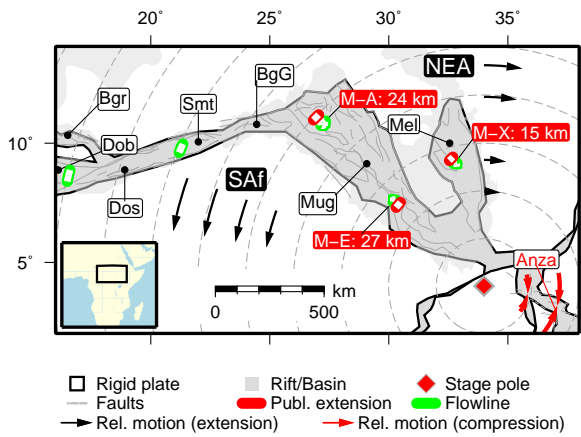 20° 25° 30° 35°
NEA
BgG
M−A: 24 km
Bgr
Smt
Mel
M−X: 15 km
10°
Dob
SAf
Dos
Mug
M−E: 27 km
Anza
5°
km
0 500
Rigid plate Rift/Basin Stage pole
Faults Publ. extension Flowline
Rel. motion (extension) Rel. motion (compression)